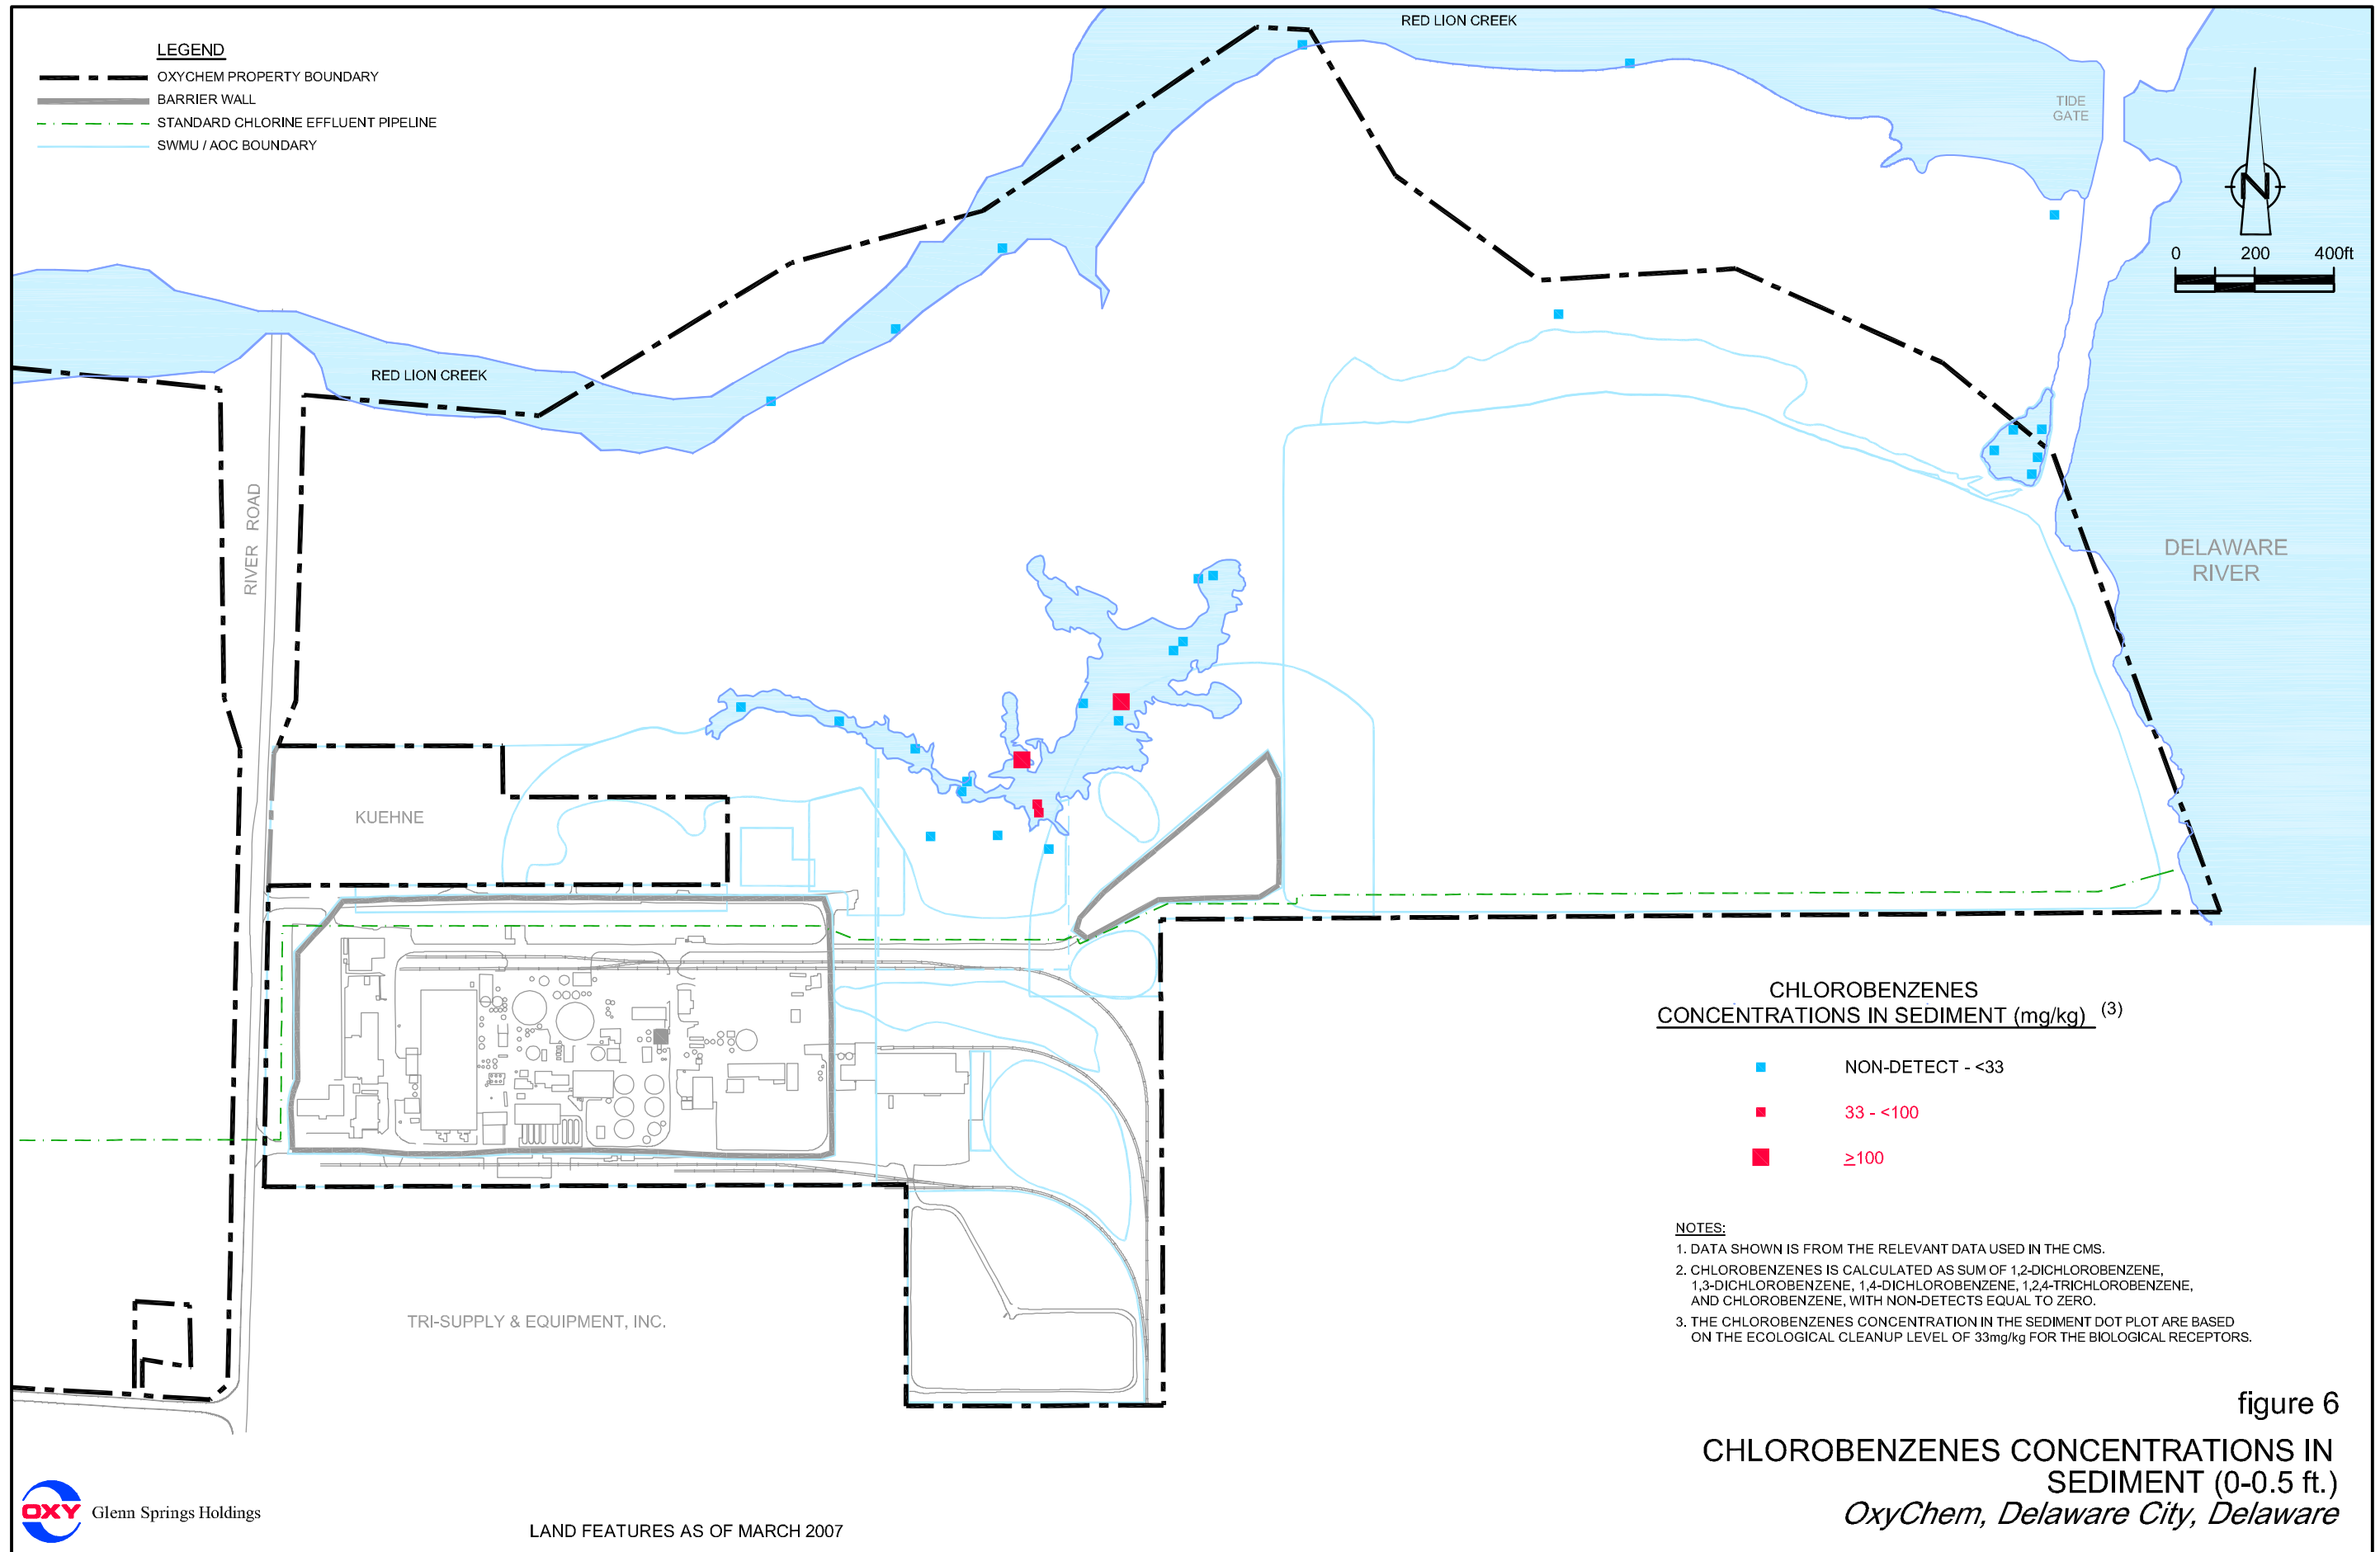 LEGEND
OXYCHEM PROPERTY BOUNDARY
BARRIER WALL
STANDARD CHLORINE EFFLUENT PIPELINE
SWMU / AOC BOUNDARY
RED LION CREEK
TIDE
GATE
N
0 200 400ft
RED LION CREEK
RIVER ROAD
DELAWARE
RIVER
KUEHNE
CHLOROBENZENES
CONCENTRATIONS IN SEDIMENT (mg/kg) (3)
NON-DETECT - <33
33 - <100
≥100
NOTES:
1. DATA SHOWN IS FROM THE RELEVANT DATA USED IN THE CMS.
2. CHLOROBENZENES IS CALCULATED AS SUM OF 1,2-DICHLOROBENZENE,
1,3-DICHLOROBENZENE, 1,4-DICHLOROBENZENE, 1,2,4-TRICHLOROBENZENE,
AND CHLOROBENZENE, WITH NON-DETECTS EQUAL TO ZERO.
3. THE CHLOROBENZENES CONCENTRATION IN THE SEDIMENT DOT PLOT ARE BASED
ON THE ECOLOGICAL CLEANUP LEVEL OF 33mg/kg FOR THE BIOLOGICAL RECEPTORS.
TRI-SUPPLY & EQUIPMENT, INC.
figure 6
CHLOROBENZENES CONCENTRATIONS IN
SEDIMENT (0-0.5 ft.)
OxyChem, Delaware City, Delaware
OXY Glenn Springs Holdings
LAND FEATURES AS OF MARCH 2007